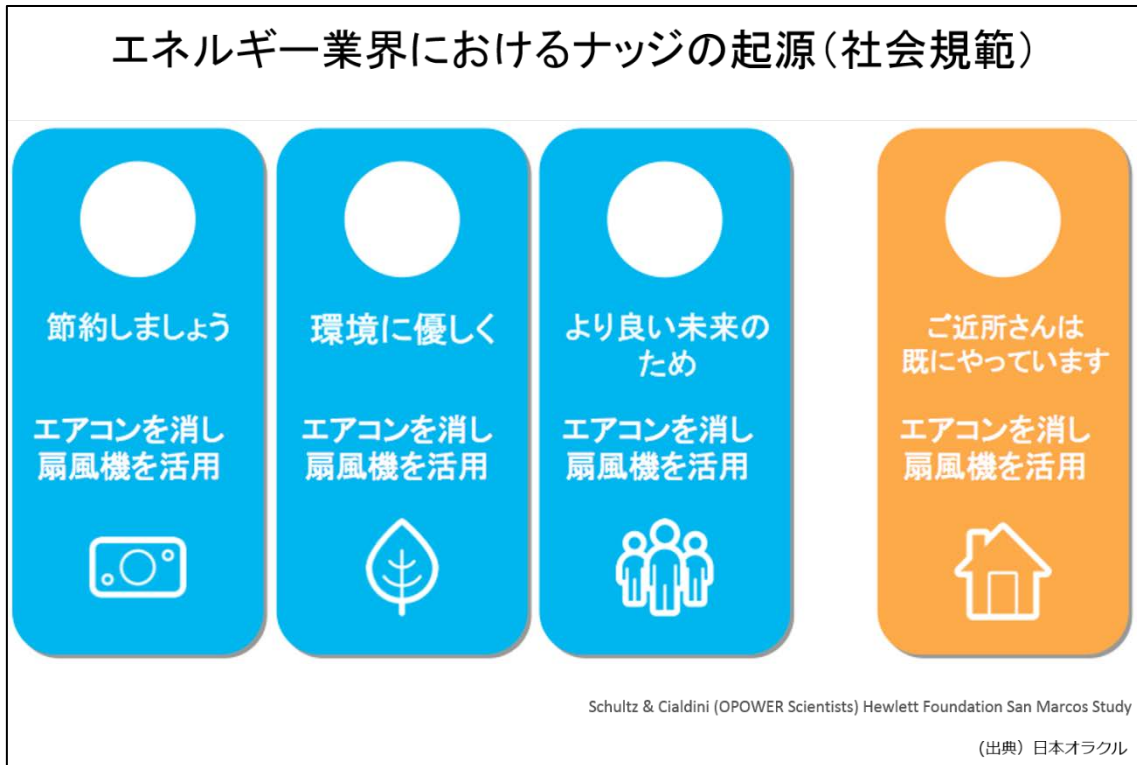 エネルギー業界におけるナッジの起源(社会規範)
節約しましょう
エアコンを消し
扇風機を活用
環境に優しく
エアコンを消し
扇風機を活用
より良い未来の
ため
エアコンを消し
扇風機を活用
ご近所さんは
既にやっています
エアコンを消し
扇風機を活用
Schultz & Cialdini (OPOWER Scientists) Hewlett Foundation San Marcos Study
(出典) 日本オラクル